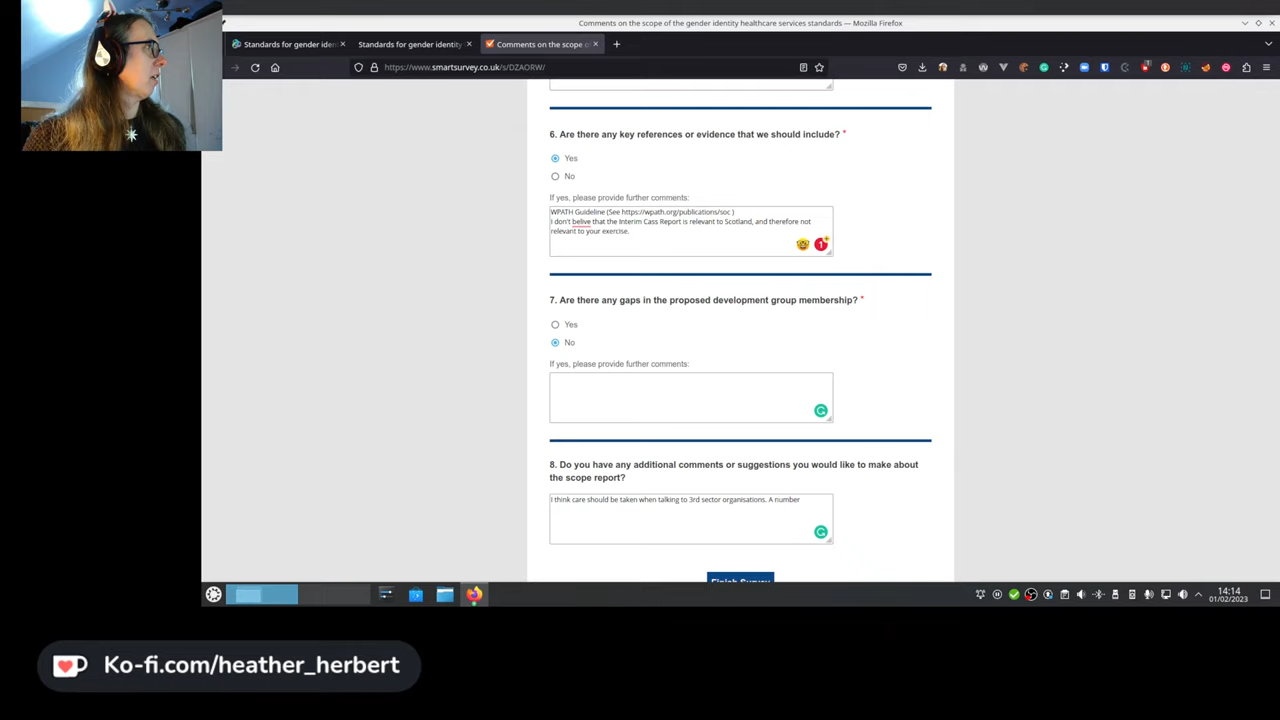 Comments on the scope of the gender identity healthcare services standards — Mozilla Firefox
Standards for gender iden
Standards for gender identity
Comments on the scope o
https://www.smartsurvey.co.uk/s/DZAORW/
6. Are there any key references or evidence that we should include? *
Yes
No
If yes, please provide further comments:
WPATH Guideline (See https://wpath.org/publications/soc )
I don't belive that the Interim Cass Report is relevant to Scotland, and therefore not
relevant to your exercise.
1
7. Are there any gaps in the proposed development group membership? *
Yes
No
If yes, please provide further comments:
8. Do you have any additional comments or suggestions you would like to make about
the scope report?
I think care should be taken when talking to 3rd sector organisations. A number
Finish Survey
14:14
01/02/2023
Ko-fi.com/heather_herbert